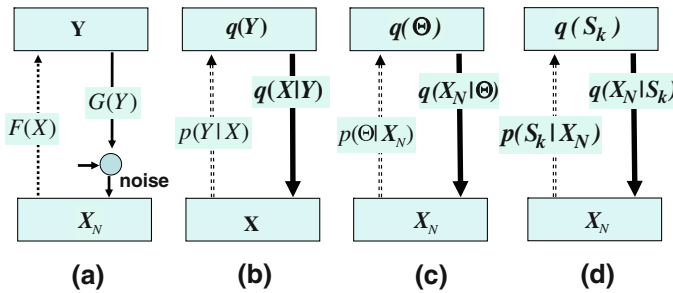 Y
F(X)
G(Y)
noise
X_N
(a)
q(Y)
q(X|Y)
p(Y|X)
X
(b)
q(Θ)
q(X_N|Θ)
p(Θ|X_N)
X_N
(c)
q(S_k)
q(X_N|S_k)
p(S_k|X_N)
X_N
(d)